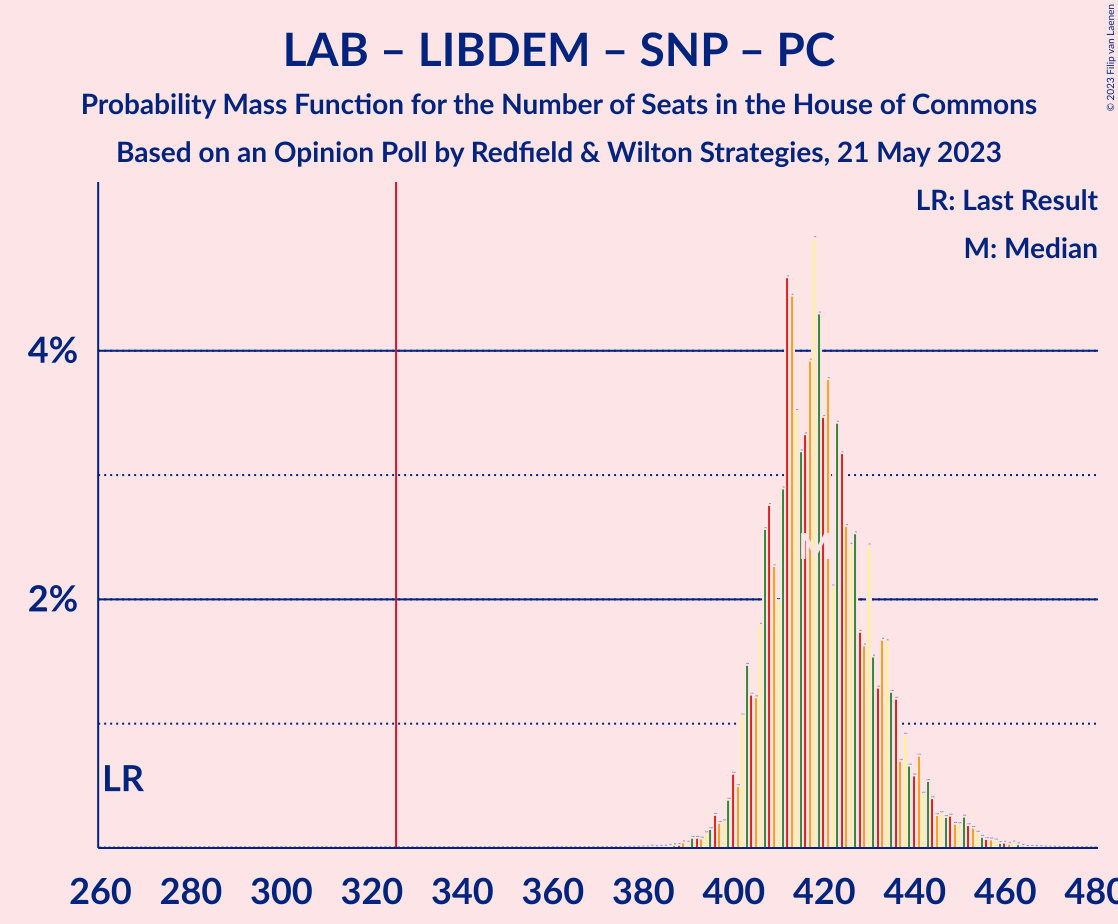 LAB – LIBDEM – SNP – PC
Probability Mass Function for the Number of Seats in the House of Commons
Based on an Opinion Poll by Redfield & Wilton Strategies, 21 May 2023
© 2023 Filip van Laenen
LR: Last Result
M: Median
4%
2%
M
LR
260 280 300 320 340 360 380 400 420 440 460 480